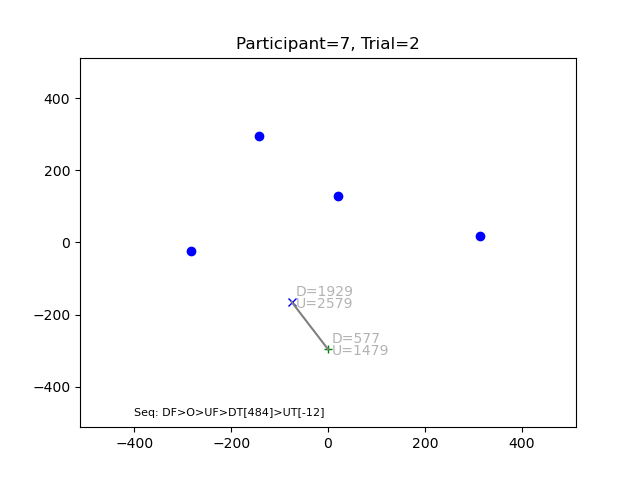 Participant=7, Trial=2
400
200
0
−200
−400
D=1929
U=2579
D=577
U=1479
Seq: DF>O>UF>DT[484]>UT[-12]
−400
−200
0
200
400